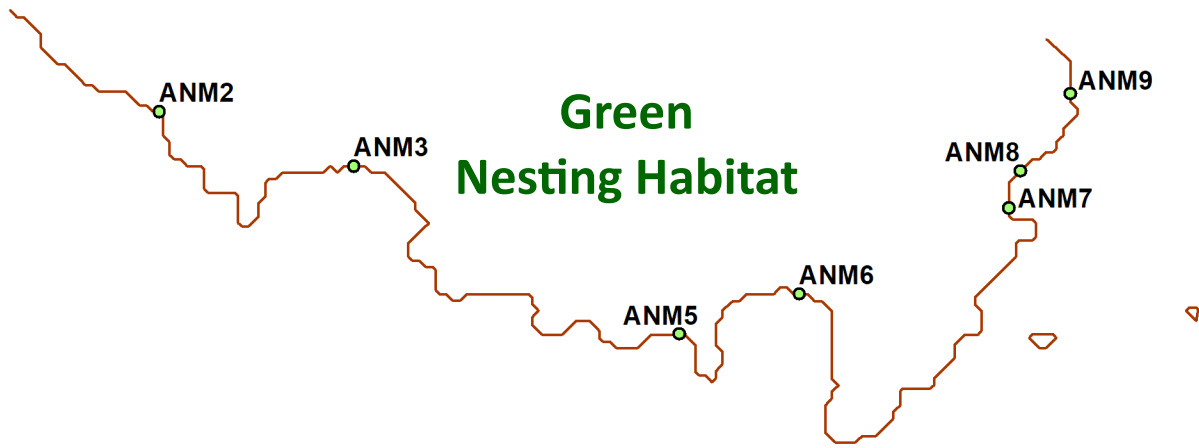 ANM2
ANM3
Green
Nesting Habitat
ANM5
ANM6
ANM7
ANM8
ANM9